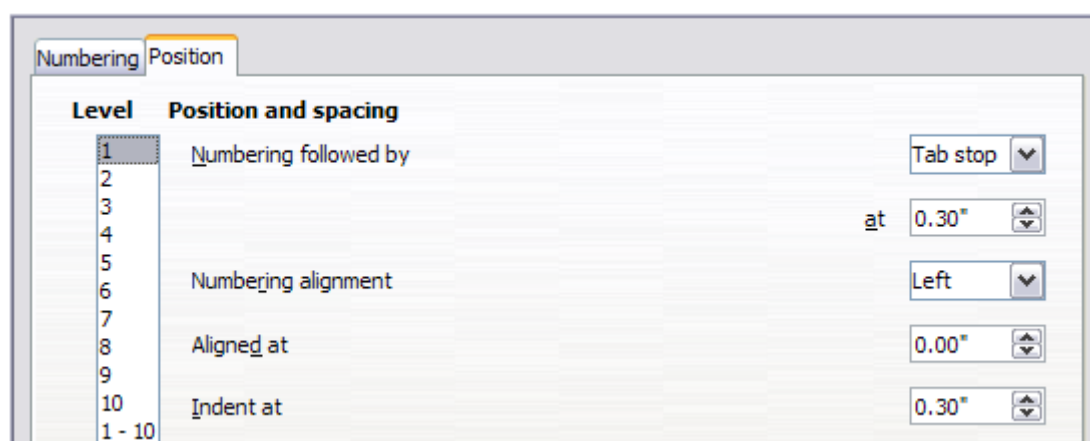 Numbering Position
Level Position and spacing
1 Numbering followed by Tab stop
2
3 at 0.30"
4
5 Numbering alignment Left
6
7
8 Aligned at 0.00"
9
10 Indent at 0.30"
1 - 10